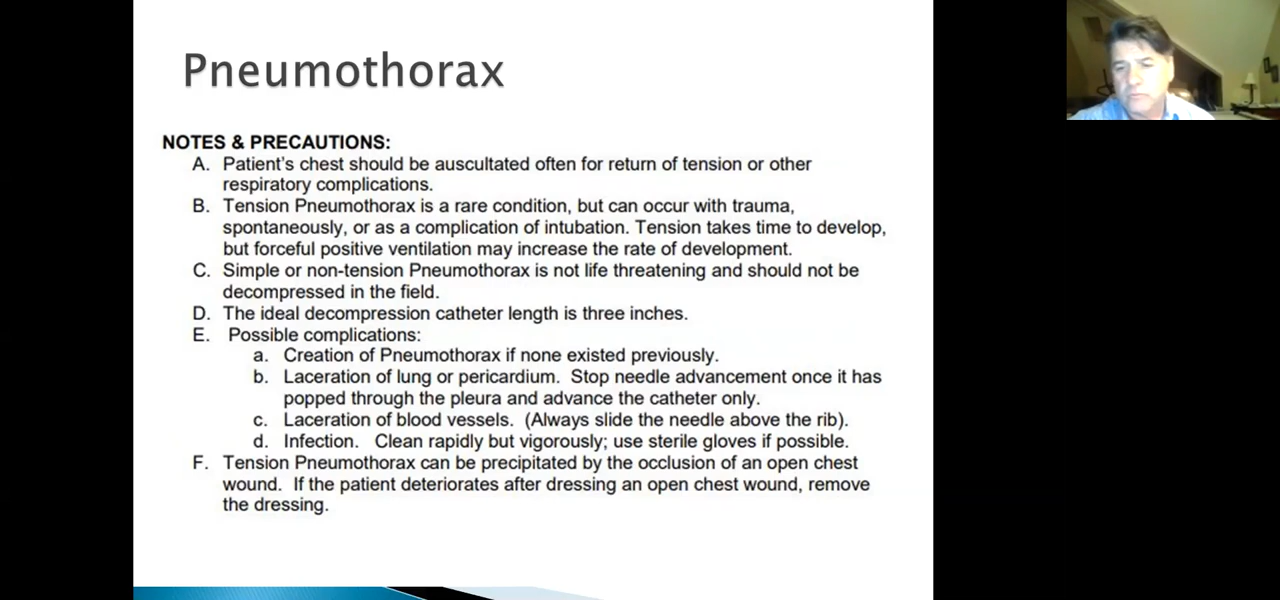 Pneumothorax
NOTES & PRECAUTIONS:
A. Patient's chest should be auscultated often for return of tension or other
respiratory complications.
B. Tension Pneumothorax is a rare condition, but can occur with trauma,
spontaneously, or as a complication of intubation. Tension takes time to develop,
but forceful positive ventilation may increase the rate of development.
C. Simple or non-tension Pneumothorax is not life threatening and should not be
decompressed in the field.
D. The ideal decompression catheter length is three inches.
E. Possible complications:
a. Creation of Pneumothorax if none existed previously.
b. Laceration of lung or pericardium. Stop needle advancement once it has
popped through the pleura and advance the catheter only.
c. Laceration of blood vessels. (Always slide the needle above the rib).
d. Infection. Clean rapidly but vigorously; use sterile gloves if possible.
F. Tension Pneumothorax can be precipitated by the occlusion of an open chest
wound. If the patient deteriorates after dressing an open chest wound, remove
the dressing.